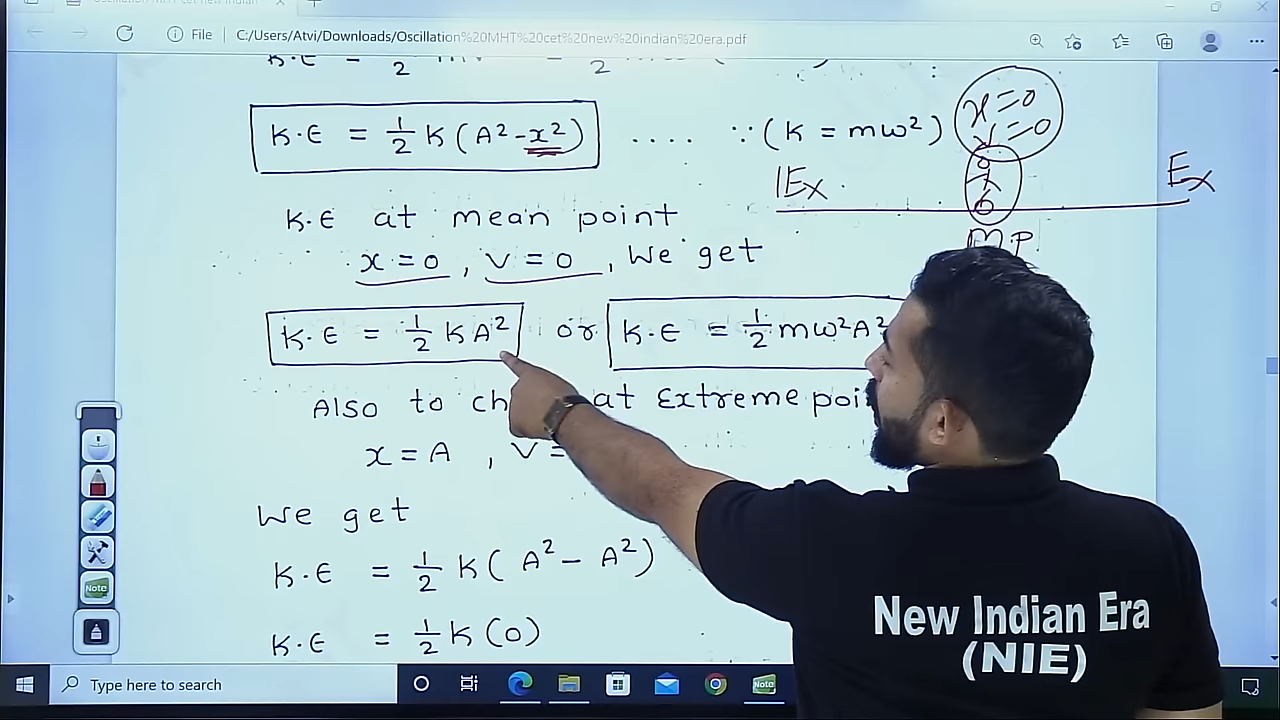 File C:/Users/Atvi/Downloads/Oscillation%20MHT%20cet%20new%20indian%20era.pdf
K.E = 1/2 K(A² - x²) .... ∵ (K = mω²)
x = 0
v = 0
Ex
Ex
M.P
K.E at mean point
x = 0, v = 0, We get
K.E = 1/2 KA² or K.E = 1/2 mω²A²
Also to ch at Extreme poi
x = A , v =
We get
K.E = 1/2 K(A² - A²)
K.E = 1/2 K(0)
New Indian Era
(NIE)
Note
Type here to search
Note